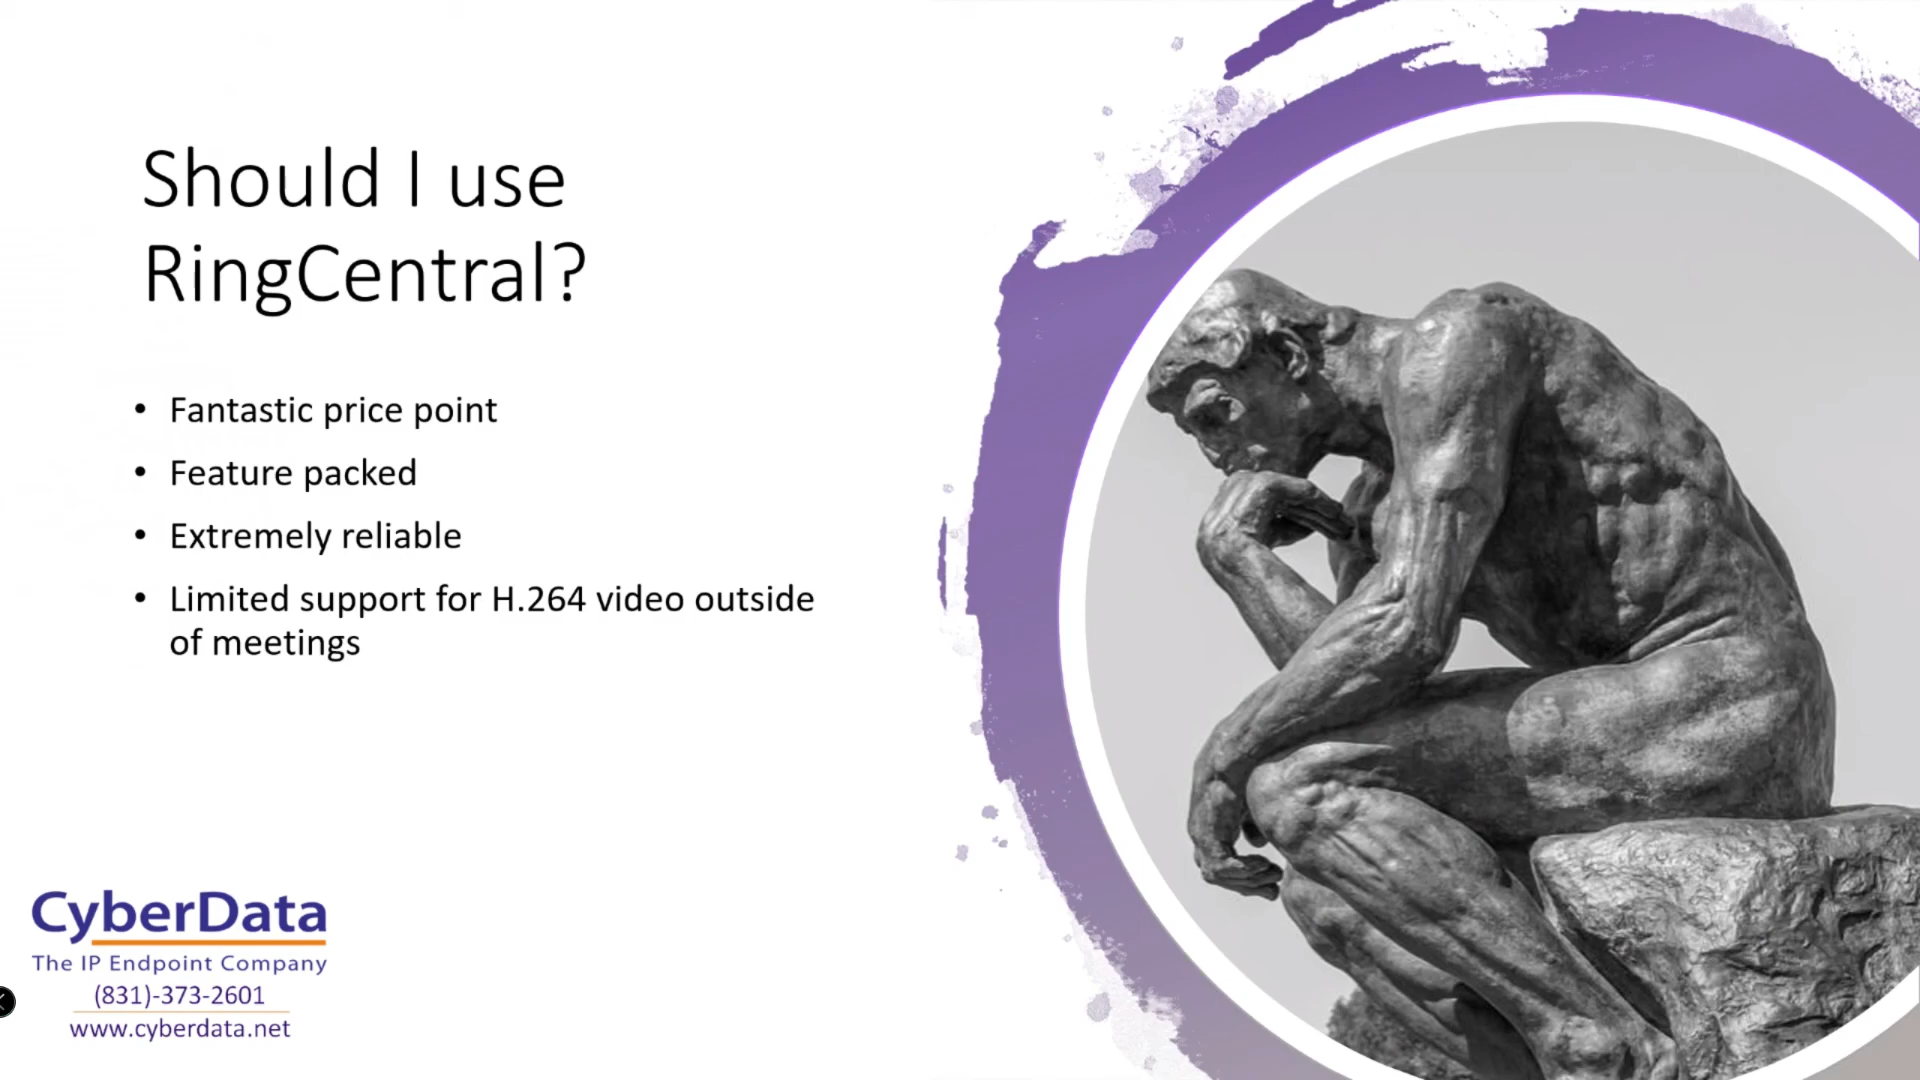 Should I use
RingCentral?
• Fantastic price point
• Feature packed
• Extremely reliable
• Limited support for H.264 video outside
of meetings
CyberData
The IP Endpoint Company
(831)-373-2601
www.cyberdata.net